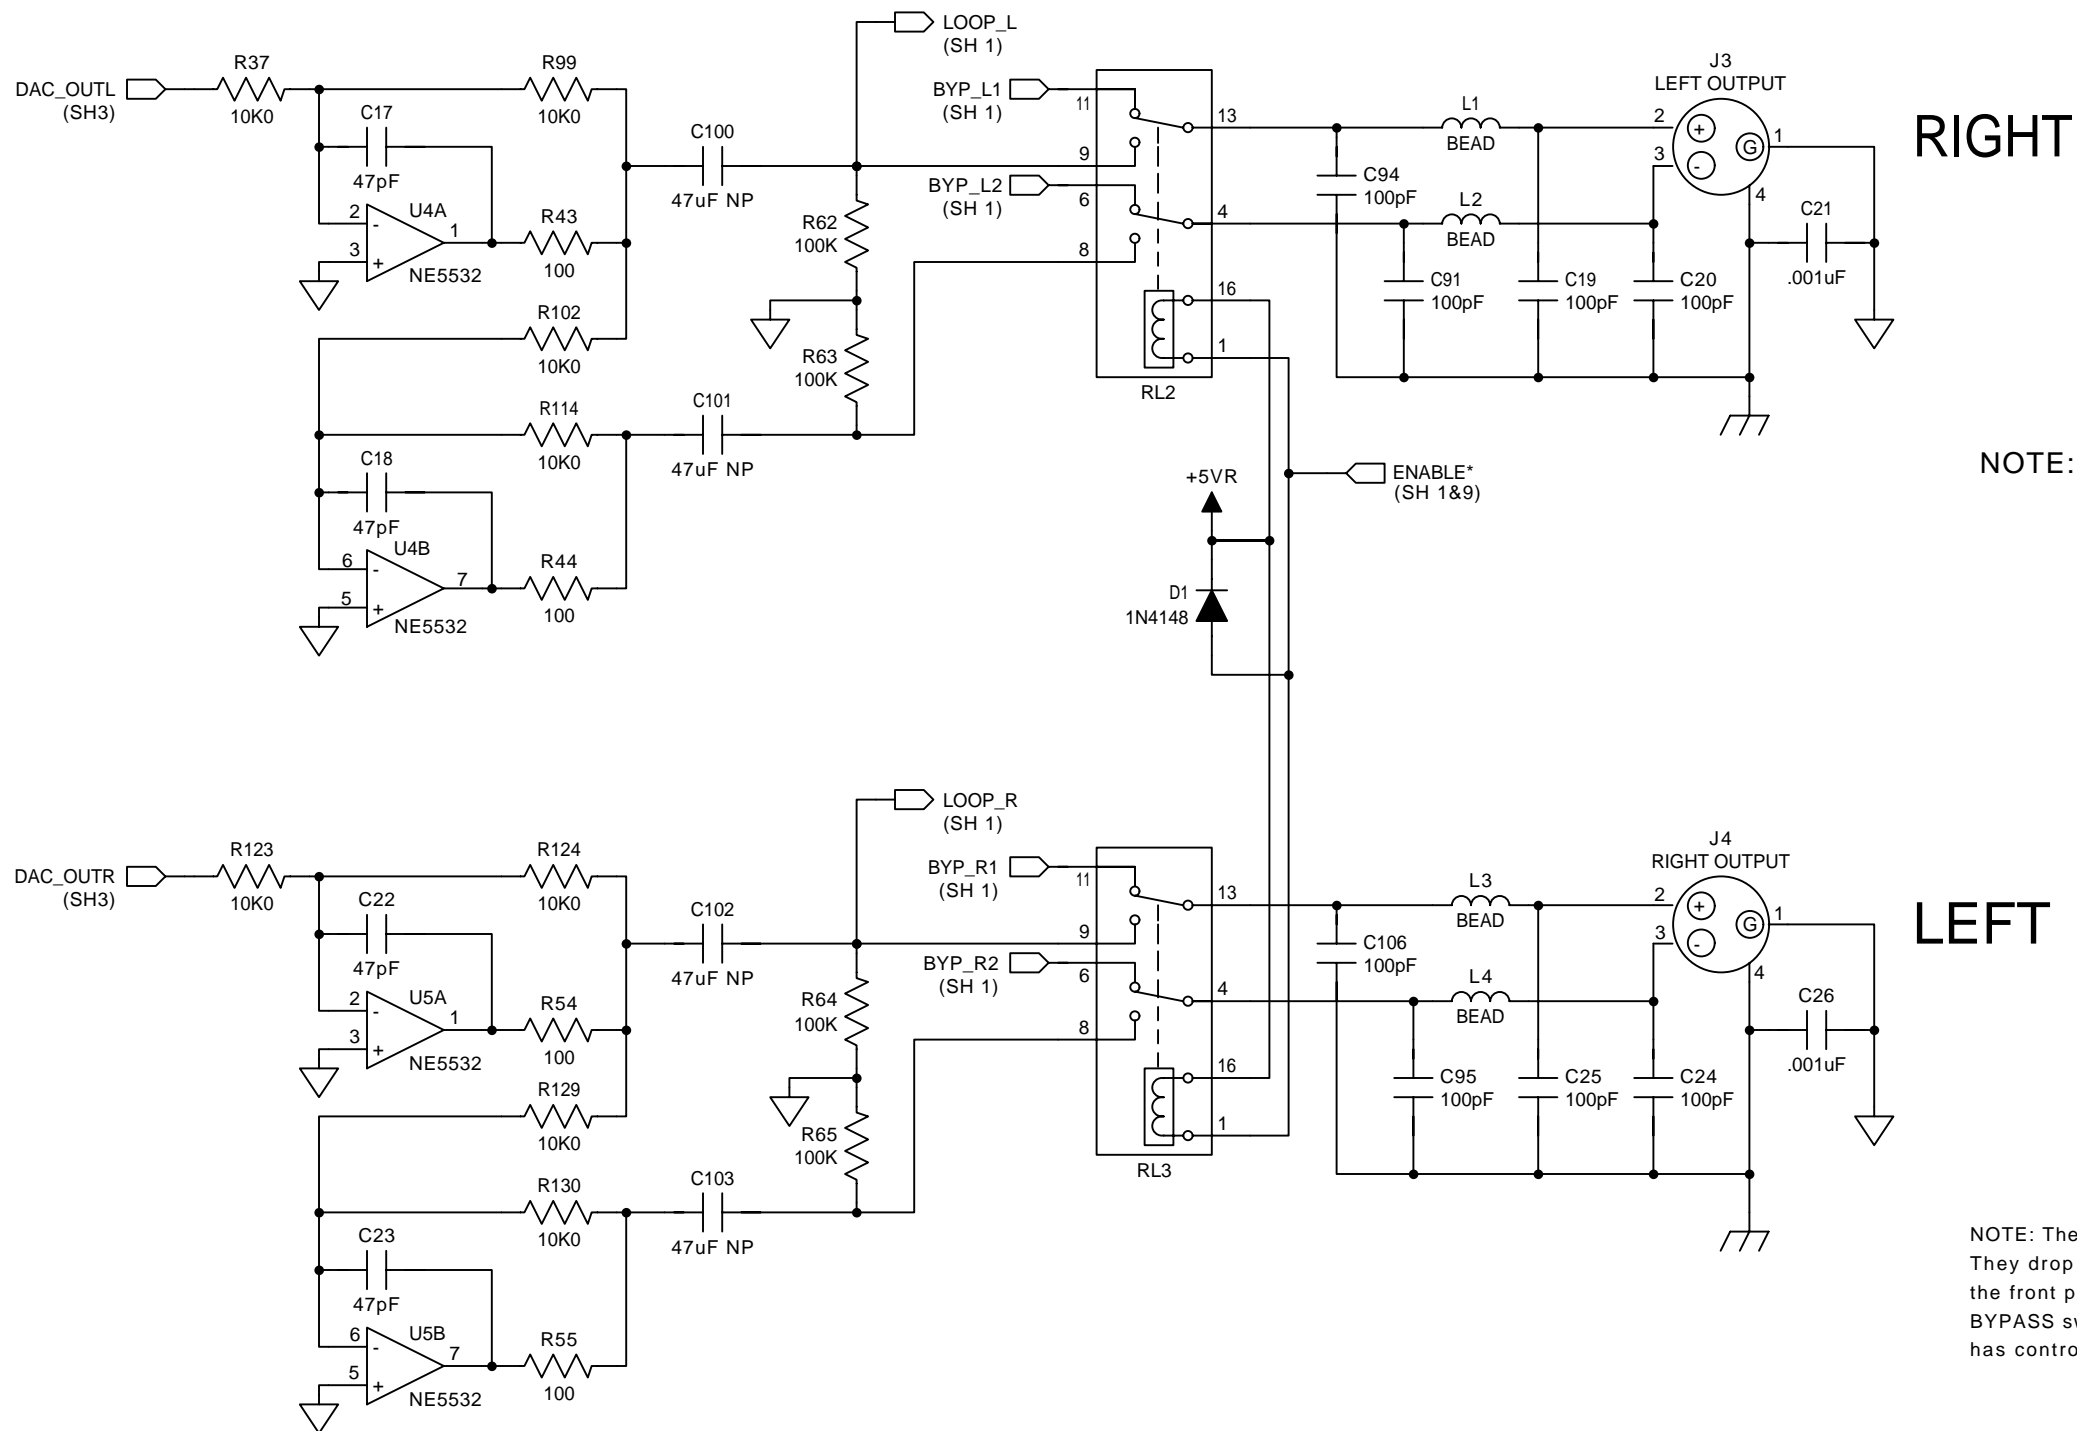 LOOP_L
(SH 1)
R37
R99
J3
LEFT OUTPUT
DAC_OUTL
(SH3)
10K0
C17
10K0
BYP_L1
(SH 1)
11
13
L1
BEAD
2
1
RIGHT
+
G
3
-
C100
47pF
47uF NP
9
BYP_L2
(SH 1)
6
C94
100pF
4
2
U4A
-
1
R43
3
+
NE5532
100
R62
100K
4
L2
BEAD
C21
.001uF
8
C91
100pF
C19
100pF
C20
100pF
16
R102
10K0
R63
100K
1
RL2
R114
10K0
C101
47uF NP
C18
47pF
+5VR
ENABLE*
(SH 1&9)
NOTE:
U4B
6
-
7
R44
5
+
NE5532
100
D1
1N4148
LOOP_R
(SH 1)
R123
R124
J4
RIGHT OUTPUT
DAC_OUTR
(SH3)
10K0
C22
10K0
BYP_R1
(SH 1)
11
13
L3
BEAD
2
1
LEFT
+
G
3
-
C102
47pF
47uF NP
9
BYP_R2
(SH 1)
6
C106
100pF
4
2
U5A
-
1
R54
3
+
NE5532
100
R64
100K
4
L4
BEAD
C26
.001uF
8
C95
100pF
C25
100pF
C24
100pF
16
R129
10K0
R65
100K
1
RL3
R130
10K0
C103
47uF NP
C23
47pF
NOTE: The
They drop
the front p
BYPASS sw
has contro
U5B
6
-
7
R55
5
+
NE5532
100